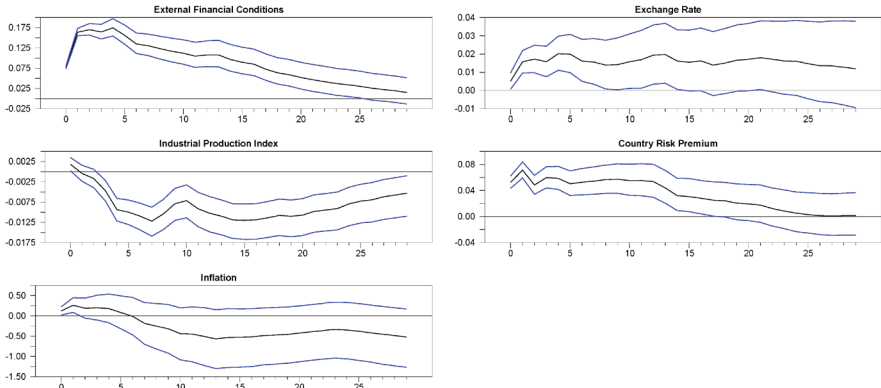 External Financial Conditions
0.175
0.125
0.075
0.025
-0.025
0 5 10 15 20 25
Exchange Rate
0.04
0.03
0.02
0.01
0.00
-0.01
0 5 10 15 20 25
Industrial Production Index
0.0025
-0.0025
-0.0075
-0.0125
-0.0175
0 5 10 15 20 25
Country Risk Premium
0.08
0.04
0.00
-0.04
0 5 10 15 20 25
Inflation
0.50
0.00
-0.50
-1.00
-1.50
0 5 10 15 20 25